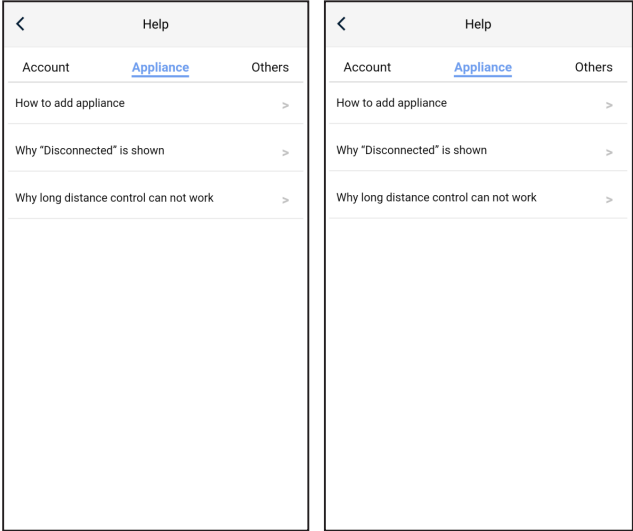 Help
Account Appliance Others
How to add appliance >
Why “Disconnected” is shown >
Why long distance control can not work >
Help
Account Appliance Others
How to add appliance >
Why “Disconnected” is shown >
Why long distance control can not work >